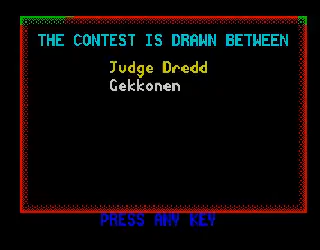 THE CONTEST IS DRAWN BETWEEN
Judge Dredd
Gekkonen
PRESS ANY KEY